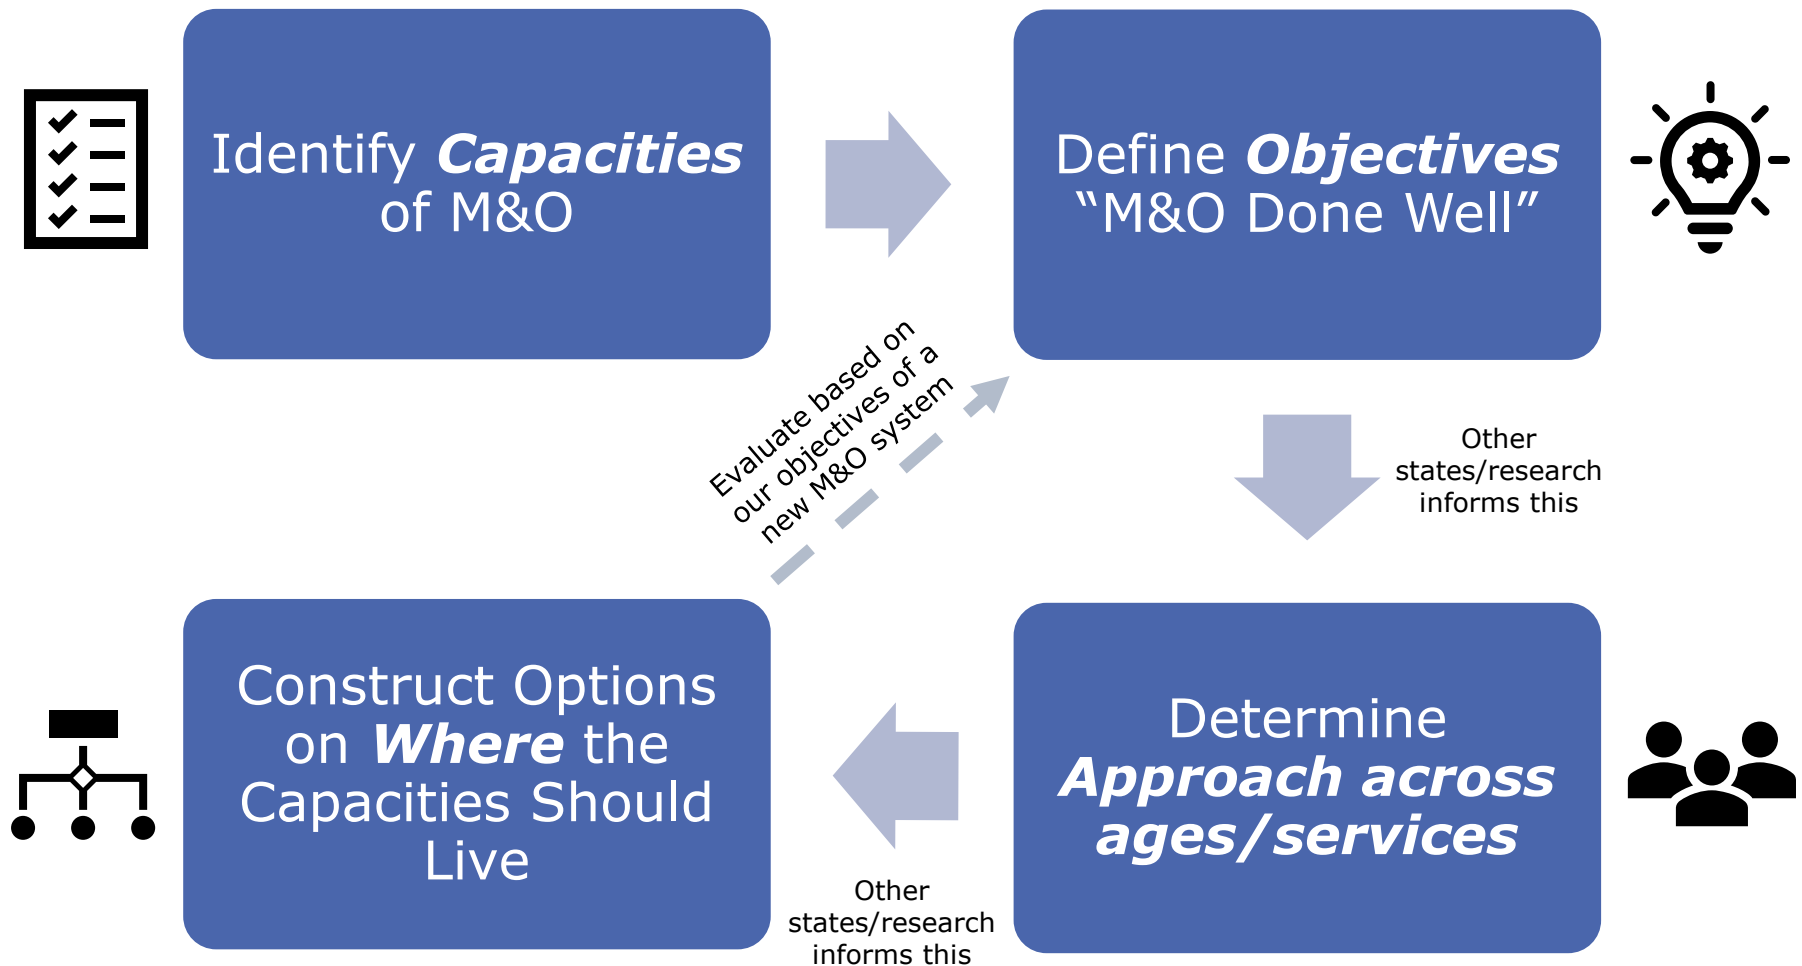 Identify Capacities
of M&O
Define Objectives
“M&O Done Well”
Evaluate based on
our objectives of a
new M&O system
Other
states/research
informs this
Construct Options
on Where the
Capacities Should
Live
Determine
Approach across
ages/services
Other
states/research
informs this